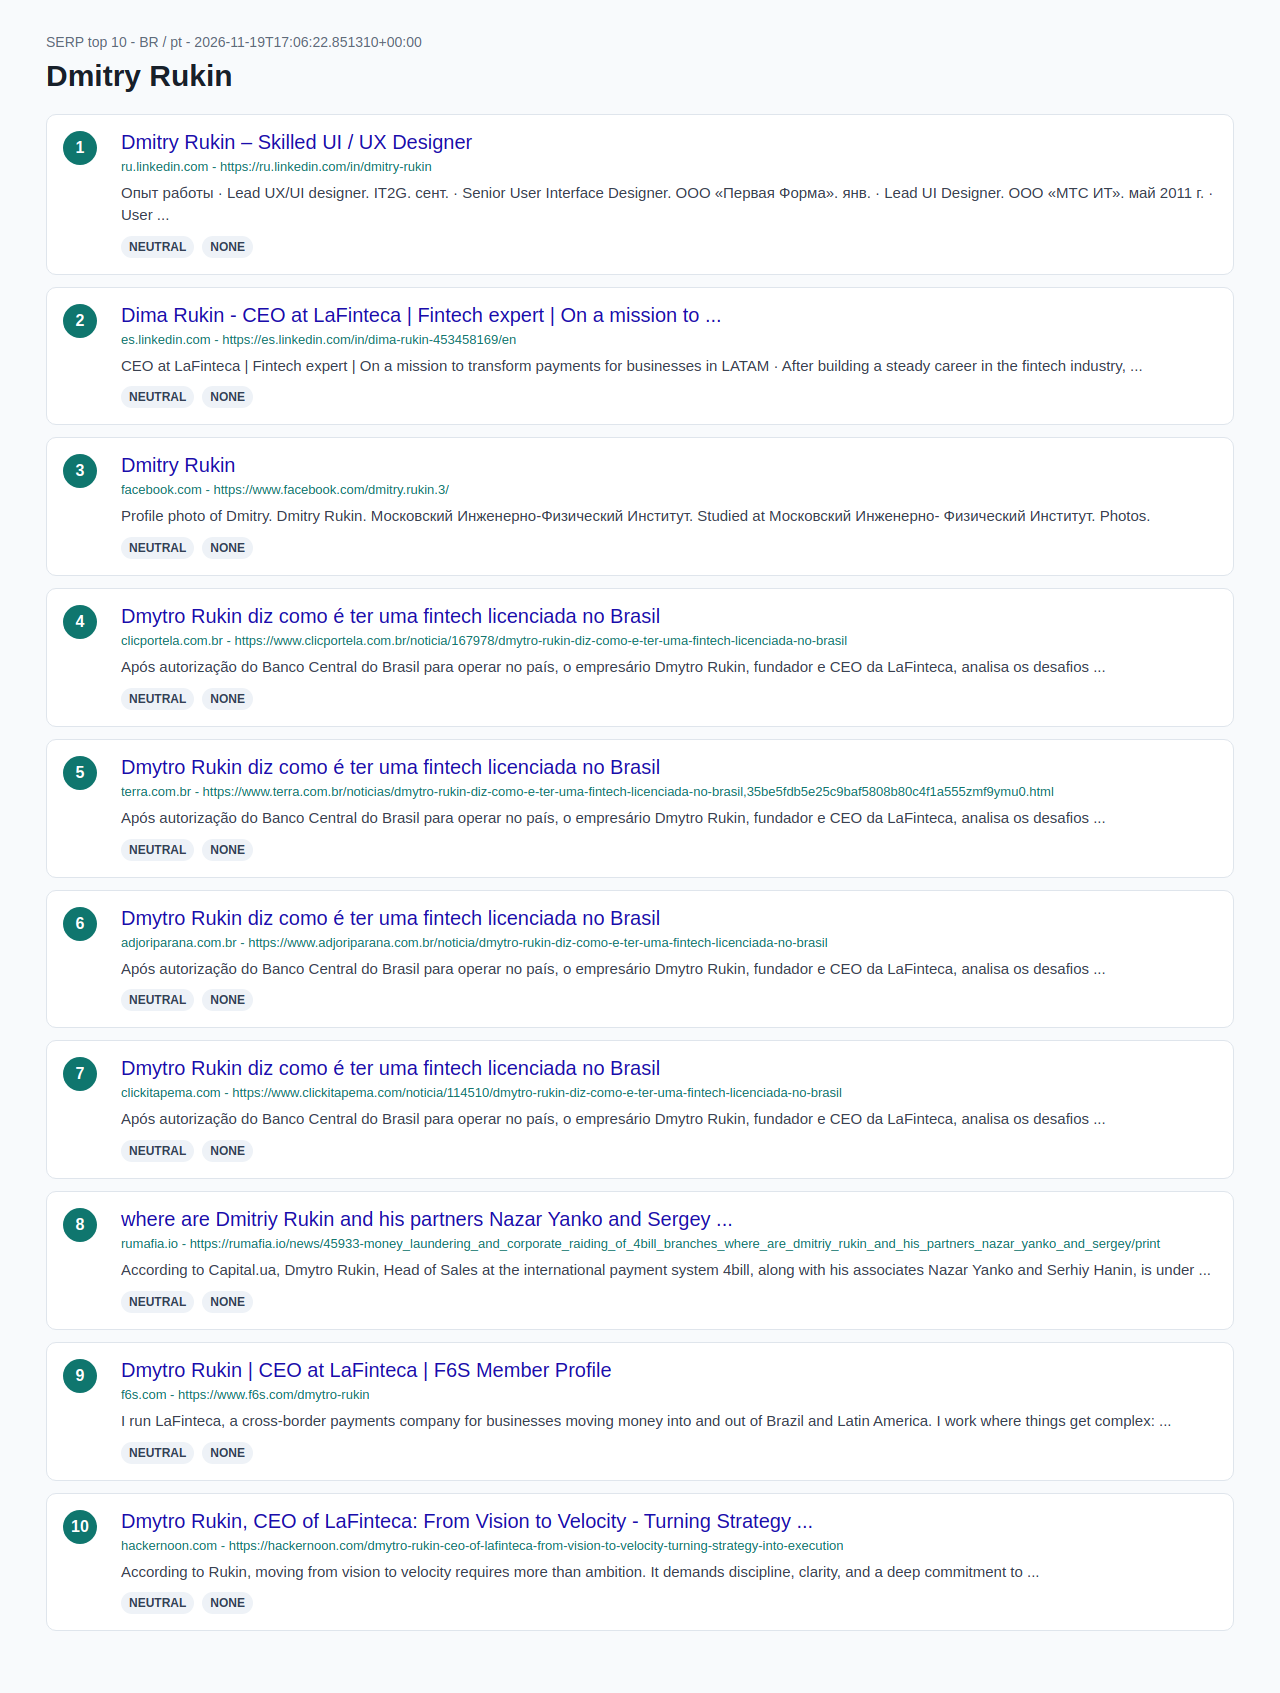 SERP top 10 - BR / pt - 2026-11-19T17:06:22.851310+00:00
Dmitry Rukin
1
Dmitry Rukin – Skilled UI / UX Designer
ru.linkedin.com - https://ru.linkedin.com/in/dmitry-rukin
Опыт работы · Lead UX/UI designer. IT2G. сент. · Senior User Interface Designer. ООО «Первая Форма». янв. · Lead UI Designer. ООО «МТС ИТ». май 2011 г. ·
User ...
NEUTRAL NONE
2
Dima Rukin - CEO at LaFinteca | Fintech expert | On a mission to ...
es.linkedin.com - https://es.linkedin.com/in/dima-rukin-453458169/en
CEO at LaFinteca | Fintech expert | On a mission to transform payments for businesses in LATAM · After building a steady career in the fintech industry, ...
NEUTRAL NONE
3
Dmitry Rukin
facebook.com - https://www.facebook.com/dmitry.rukin.3/
Profile photo of Dmitry. Dmitry Rukin. Московский Инженерно-Физический Институт. Studied at Московский Инженерно- Физический Институт. Photos.
NEUTRAL NONE
4
Dmytro Rukin diz como é ter uma fintech licenciada no Brasil
clicportela.com.br - https://www.clicportela.com.br/noticia/167978/dmytro-rukin-diz-como-e-ter-uma-fintech-licenciada-no-brasil
Após autorização do Banco Central do Brasil para operar no país, o empresário Dmytro Rukin, fundador e CEO da LaFinteca, analisa os desafios ...
NEUTRAL NONE
5
Dmytro Rukin diz como é ter uma fintech licenciada no Brasil
terra.com.br - https://www.terra.com.br/noticias/dmytro-rukin-diz-como-e-ter-uma-fintech-licenciada-no-brasil,35be5fdb5e25c9baf5808b80c4f1a555zmf9ymu0.html
Após autorização do Banco Central do Brasil para operar no país, o empresário Dmytro Rukin, fundador e CEO da LaFinteca, analisa os desafios ...
NEUTRAL NONE
6
Dmytro Rukin diz como é ter uma fintech licenciada no Brasil
adjoriparana.com.br - https://www.adjoriparana.com.br/noticia/dmytro-rukin-diz-como-e-ter-uma-fintech-licenciada-no-brasil
Após autorização do Banco Central do Brasil para operar no país, o empresário Dmytro Rukin, fundador e CEO da LaFinteca, analisa os desafios ...
NEUTRAL NONE
7
Dmytro Rukin diz como é ter uma fintech licenciada no Brasil
clickitapema.com - https://www.clickitapema.com/noticia/114510/dmytro-rukin-diz-como-e-ter-uma-fintech-licenciada-no-brasil
Após autorização do Banco Central do Brasil para operar no país, o empresário Dmytro Rukin, fundador e CEO da LaFinteca, analisa os desafios ...
NEUTRAL NONE
8
where are Dmitriy Rukin and his partners Nazar Yanko and Sergey ...
rumafia.io - https://rumafia.io/news/45933-money_laundering_and_corporate_raiding_of_4bill_branches_where_are_dmitriy_rukin_and_his_partners_nazar_yanko_and_sergey/print
According to Capital.ua, Dmytro Rukin, Head of Sales at the international payment system 4bill, along with his associates Nazar Yanko and Serhiy Hanin, is under ...
NEUTRAL NONE
9
Dmytro Rukin | CEO at LaFinteca | F6S Member Profile
f6s.com - https://www.f6s.com/dmytro-rukin
I run LaFinteca, a cross-border payments company for businesses moving money into and out of Brazil and Latin America. I work where things get complex: ...
NEUTRAL NONE
10
Dmytro Rukin, CEO of LaFinteca: From Vision to Velocity - Turning Strategy ...
hackernoon.com - https://hackernoon.com/dmytro-rukin-ceo-of-lafinteca-from-vision-to-velocity-turning-strategy-into-execution
According to Rukin, moving from vision to velocity requires more than ambition. It demands discipline, clarity, and a deep commitment to ...
NEUTRAL NONE